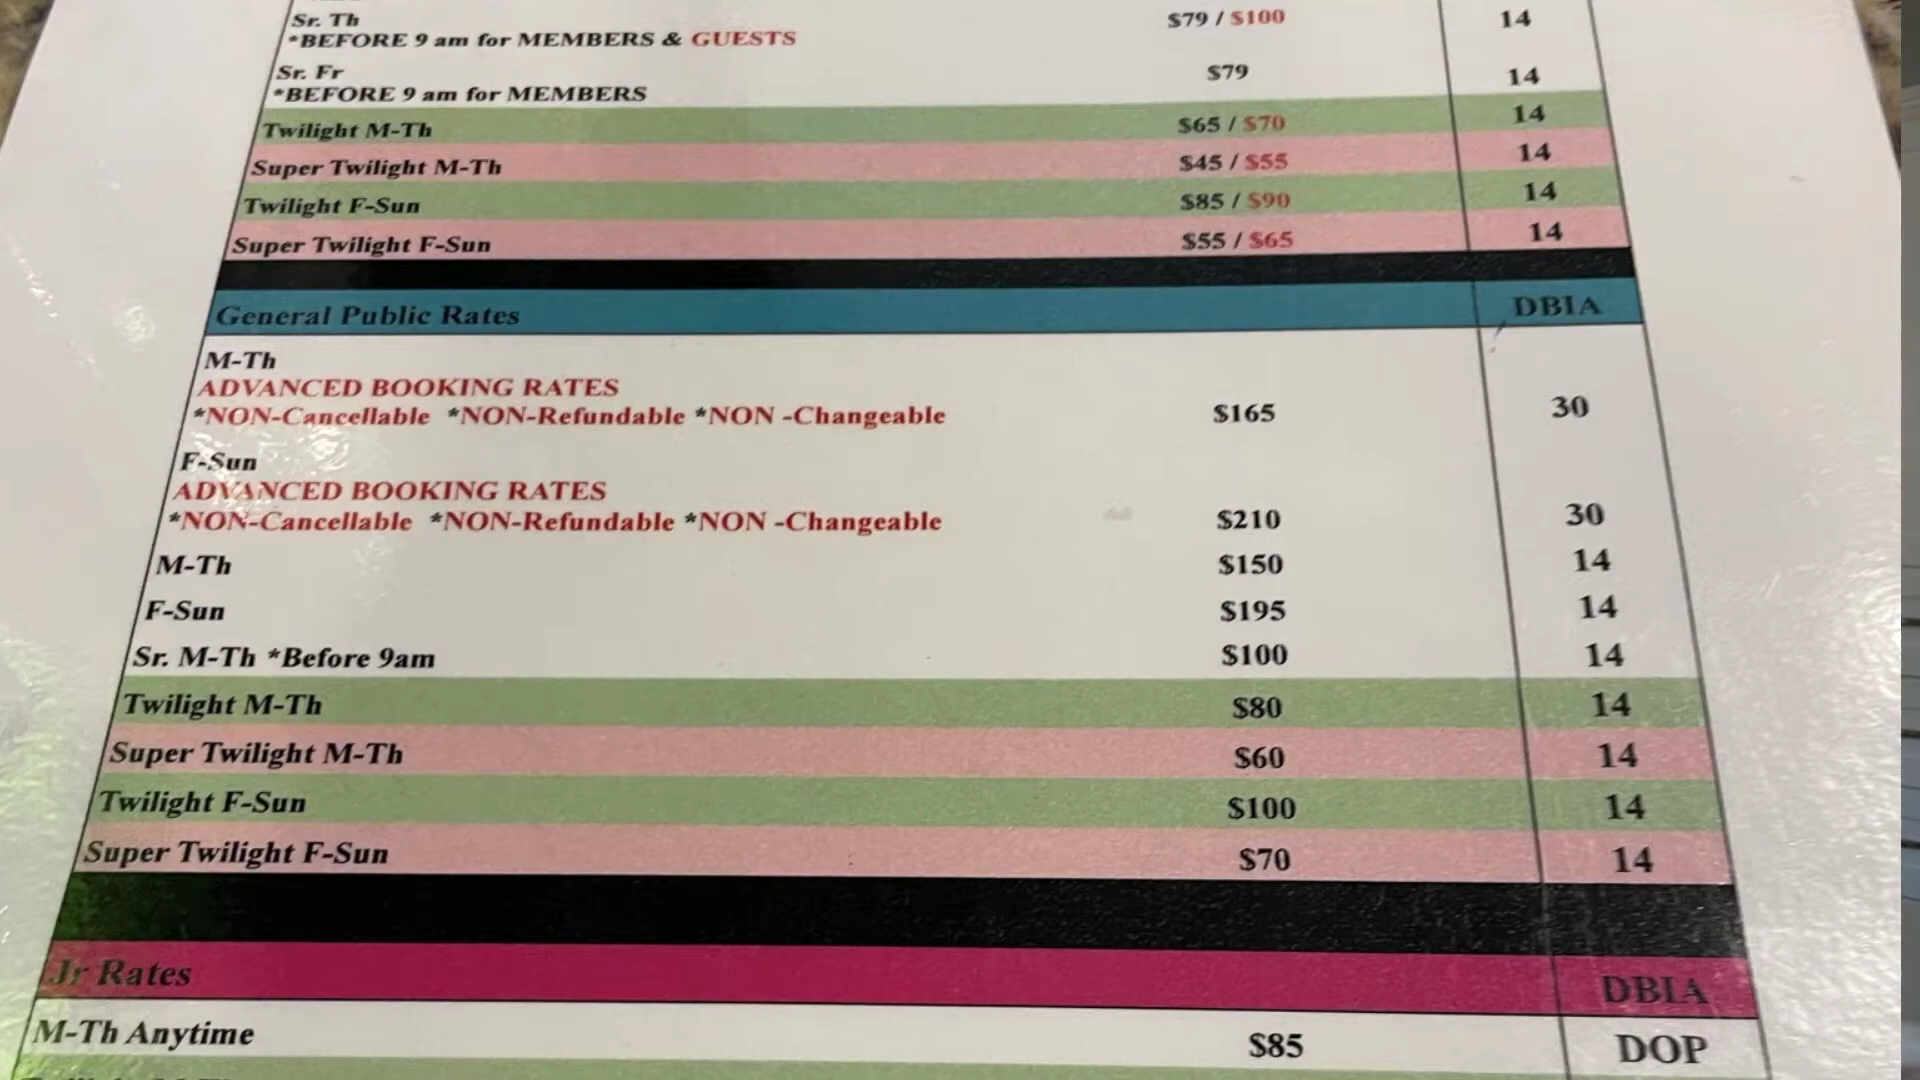 Sr. Th $79 / $100 14
*BEFORE 9 am for MEMBERS & GUESTS
Sr. Fr $79 14
*BEFORE 9 am for MEMBERS
Twilight M-Th $65 / $70 14
Super Twilight M-Th $45 / $55 14
Twilight F-Sun $85 / $90 14
Super Twilight F-Sun $55 / $65 14
General Public Rates DBIA
M-Th
ADVANCED BOOKING RATES
*NON-Cancellable *NON-Refundable *NON -Changeable $165 30
F-Sun
ADVANCED BOOKING RATES
*NON-Cancellable *NON-Refundable *NON -Changeable $210 30
M-Th $150 14
F-Sun $195 14
Sr. M-Th *Before 9am $100 14
Twilight M-Th $80 14
Super Twilight M-Th $60 14
Twilight F-Sun $100 14
Super Twilight F-Sun $70 14
Jr Rates DBIA
M-Th Anytime $85 DOP